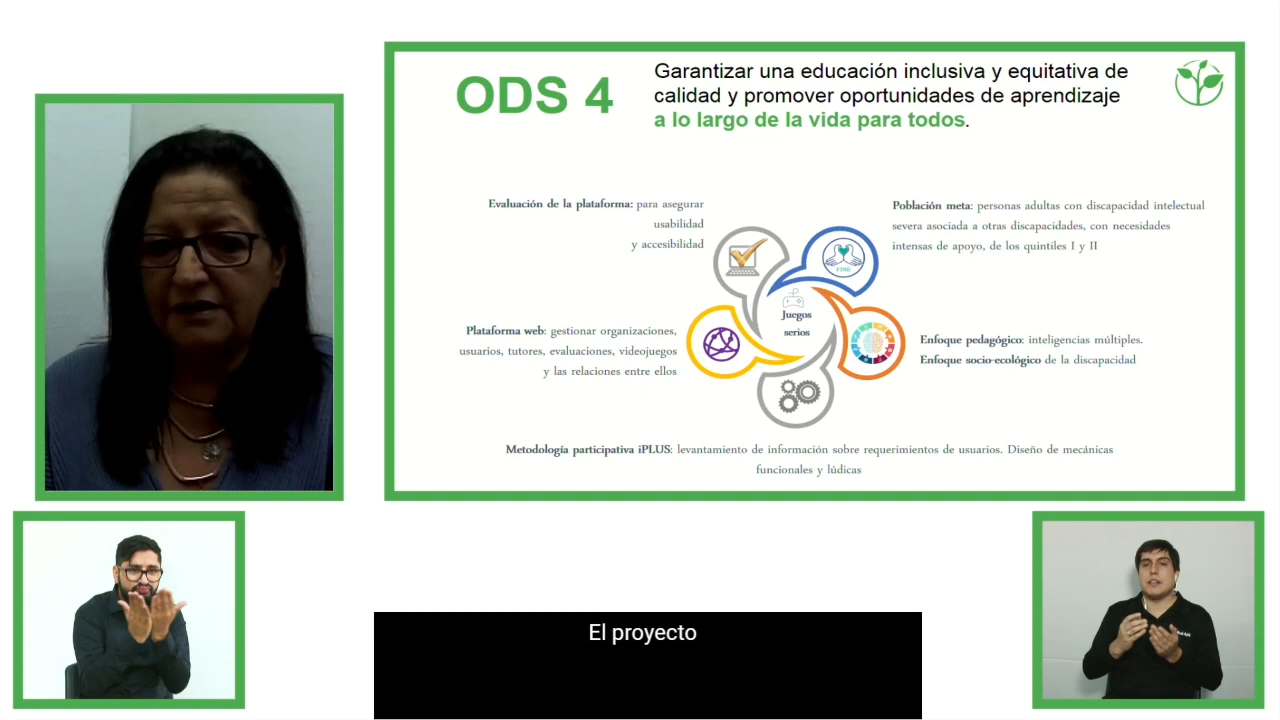 ODS 4
Garantizar una educación inclusiva y equitativa de
calidad y promover oportunidades de aprendizaje
a lo largo de la vida para todos.
Evaluación de la plataforma: para asegurar
usabilidad
y accesibilidad
Población meta: personas adultas con discapacidad intelectual
severa asociada a otras discapacidades, con necesidades
intensas de apoyo, de los quintiles I y II
FINE
Juegos
serios
Plataforma web: gestionar organizaciones,
usuarios, tutores, evaluaciones, videojuegos
y las relaciones entre ellos
Enfoque pedagógico: inteligencias múltiples.
Enfoque socio-ecológico de la discapacidad
Metodología participativa iPLUS: levantamiento de información sobre requerimientos de usuarios. Diseño de mecánicas
funcionales y lúdicas
El proyecto